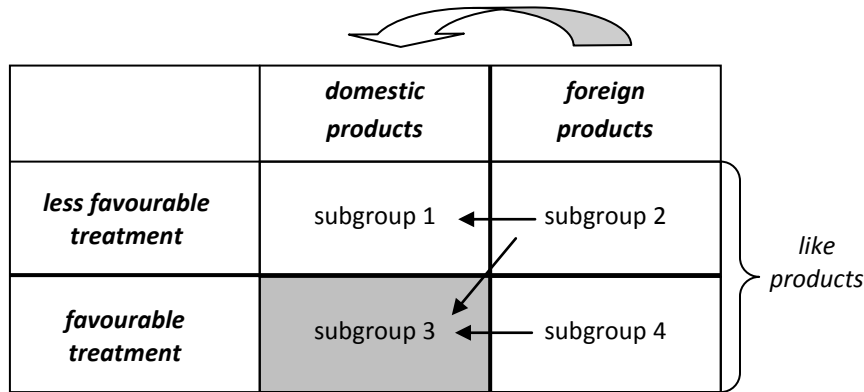 domestic products
foreign products
less favourable treatment
subgroup 1
subgroup 2
like products
favourable treatment
subgroup 3
subgroup 4